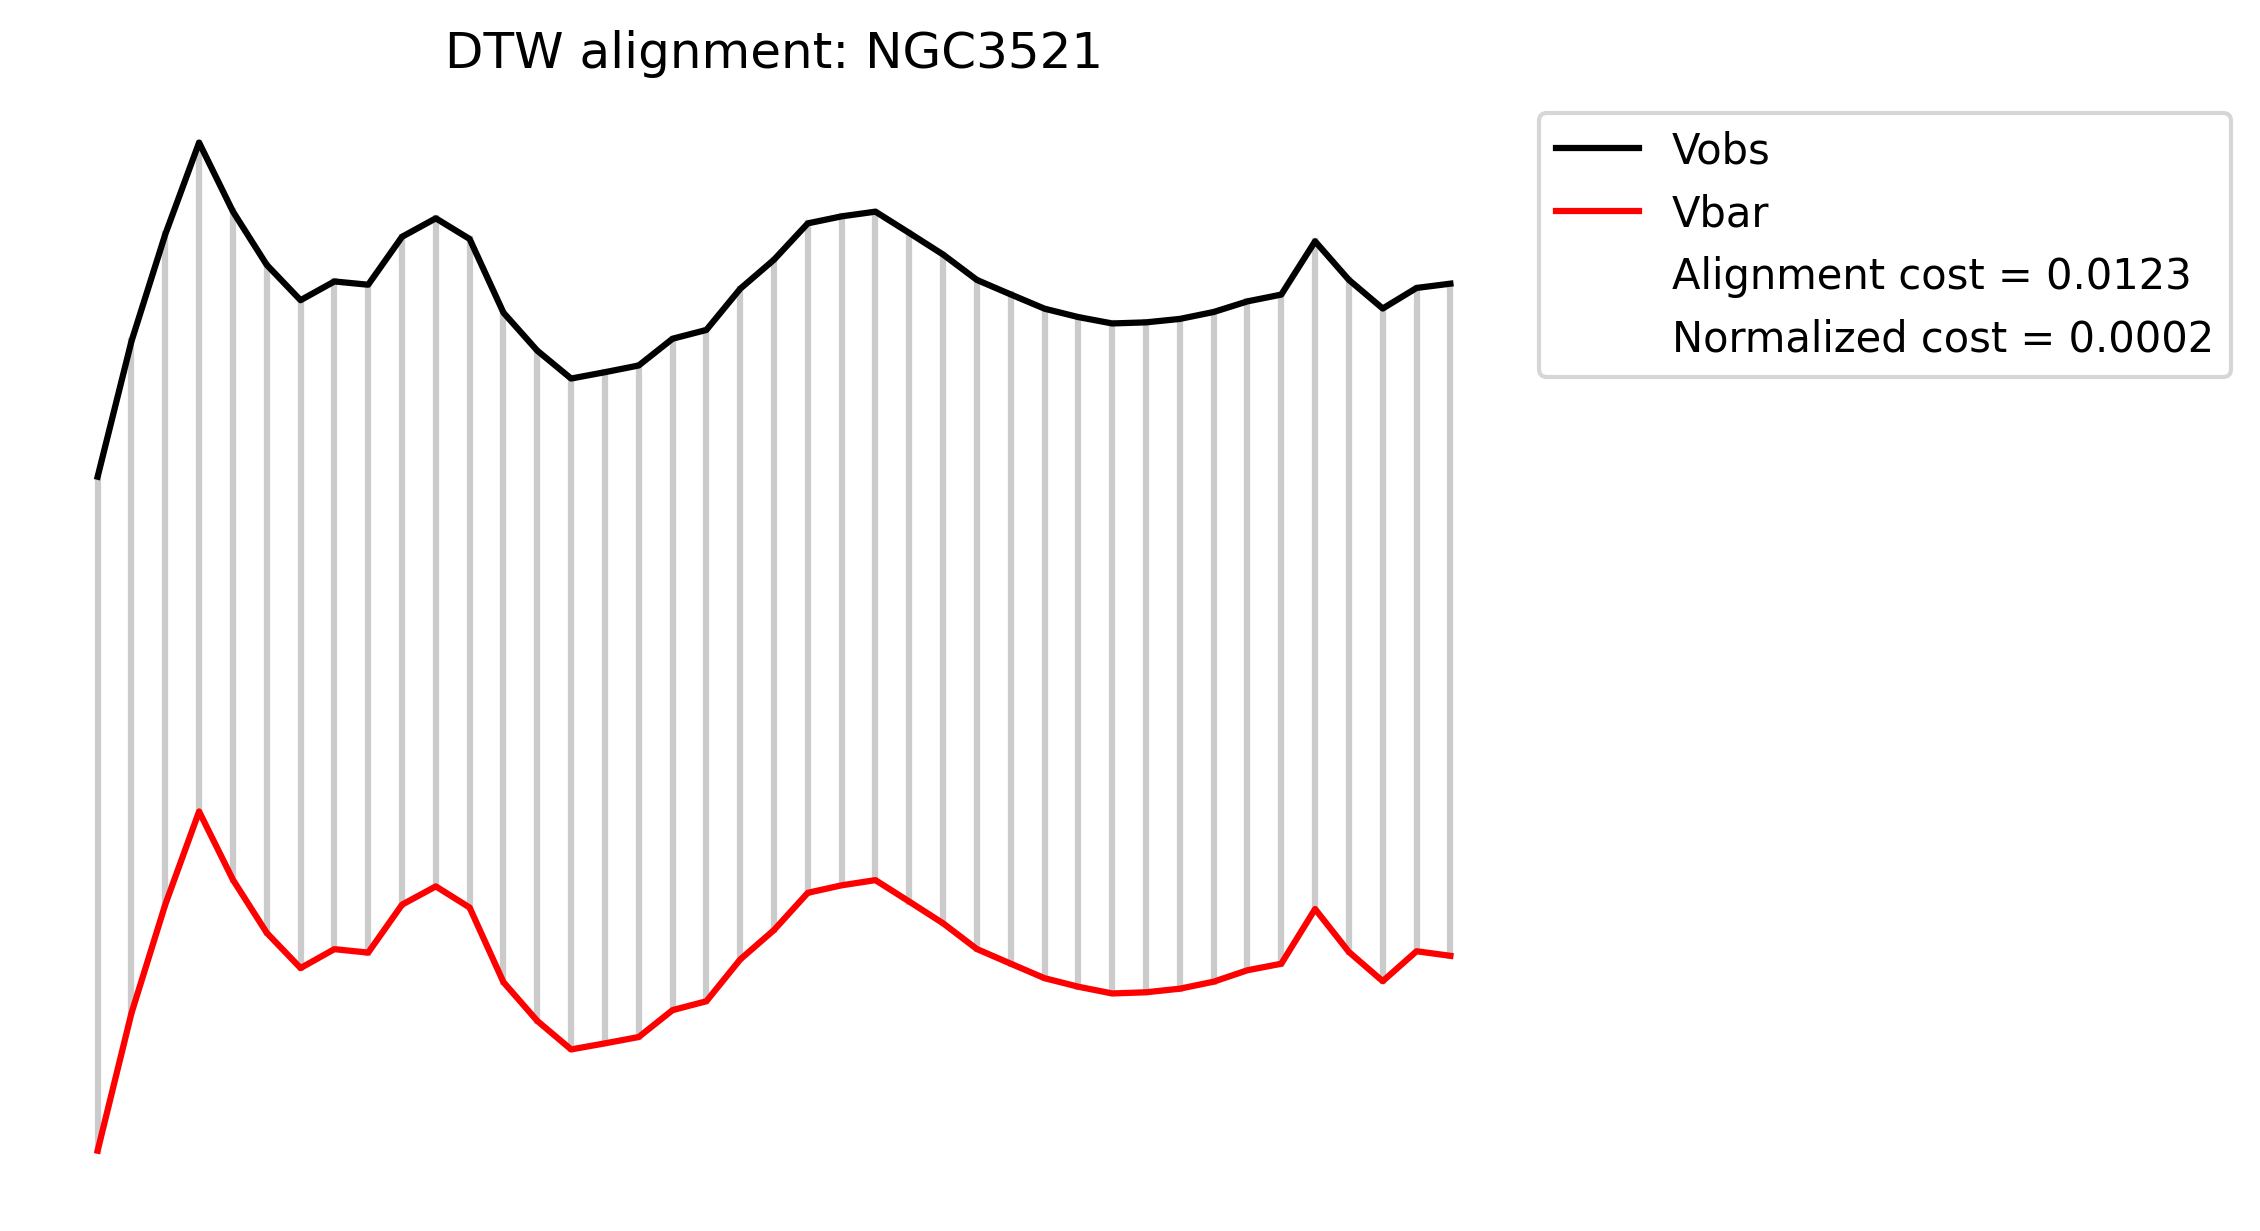 DTW alignment: NGC3521
Vobs
Vbar
Alignment cost = 0.0123
Normalized cost = 0.0002